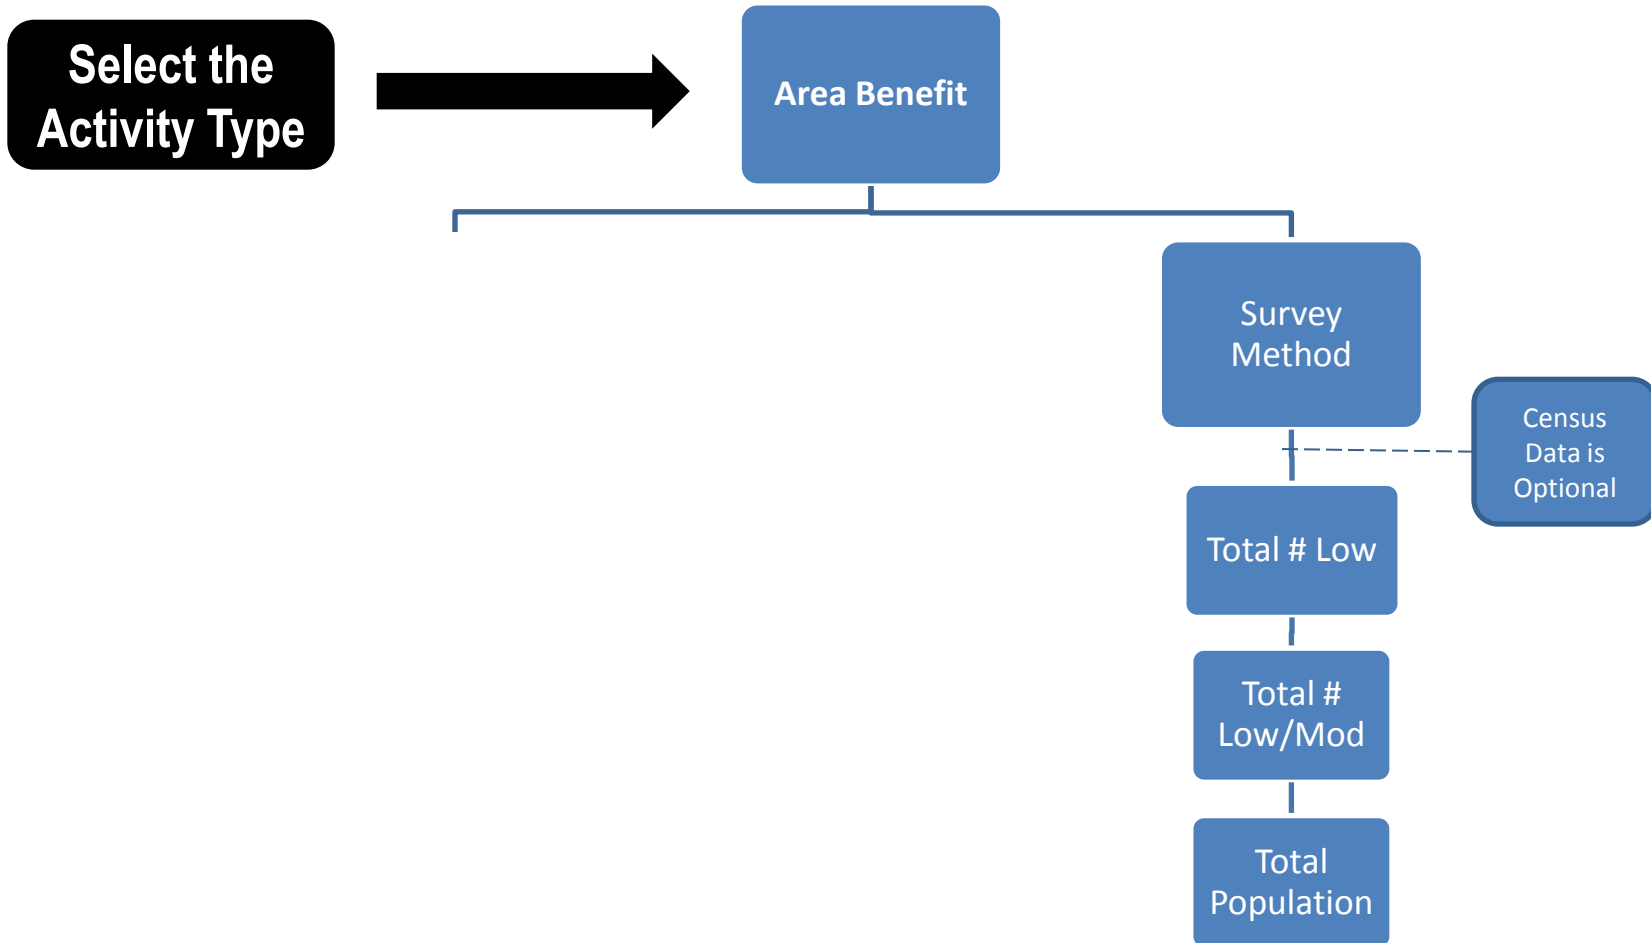 Select the
Activity Type
Area Benefit
Survey
Method
Census
Data is
Optional
Total # Low
Total #
Low/Mod
Total
Population